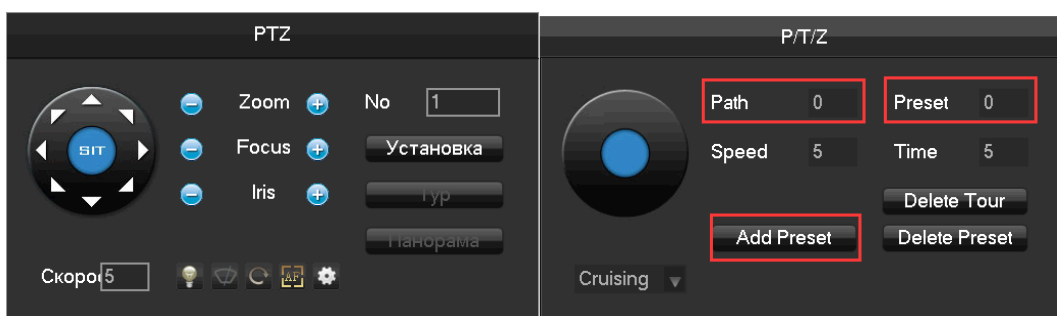 PTZ
Zoom No 1
SIT Focus Установка
Iris Тур
Панорама
Скорос 5 AF
P/T/Z
Path 0 Preset 0
Speed 5 Time 5
Delete Tour
Add Preset Delete Preset
Cruising